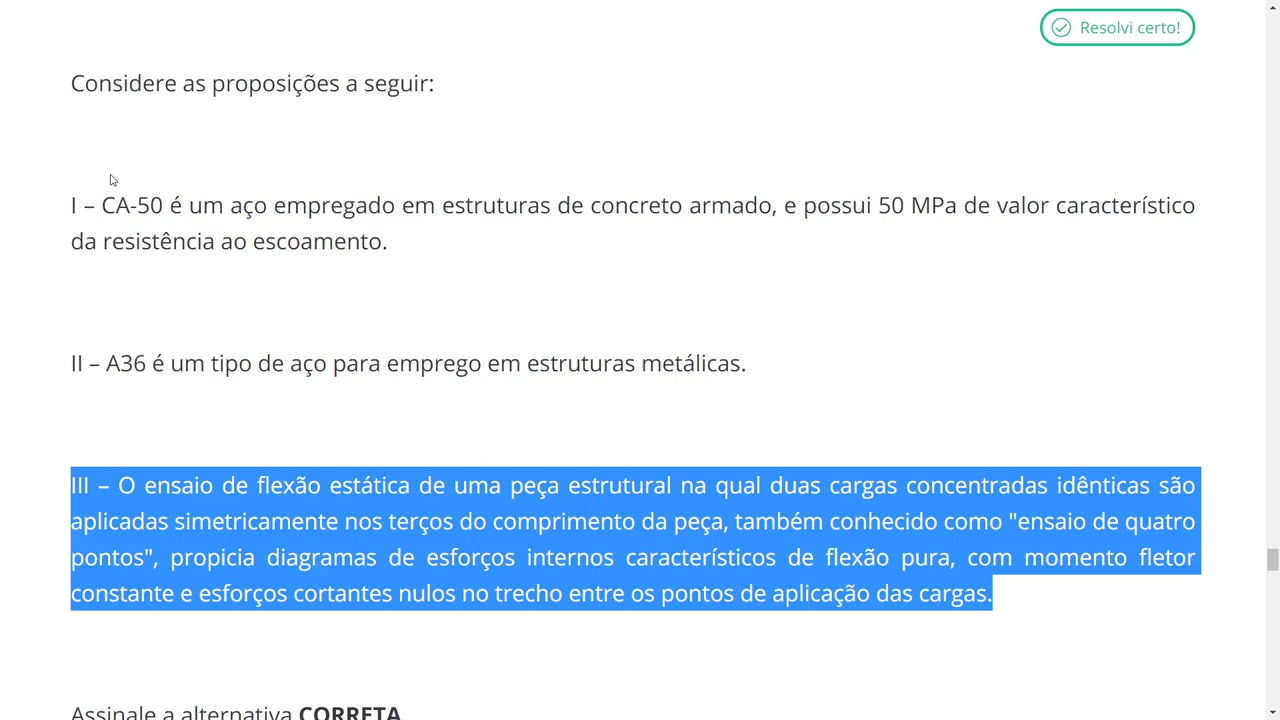 Resolvi certo!
Considere as proposições a seguir:
I – CA-50 é um aço empregado em estruturas de concreto armado, e possui 50 MPa de valor característico
da resistência ao escoamento.
II – A36 é um tipo de aço para emprego em estruturas metálicas.
III – O ensaio de flexão estática de uma peça estrutural na qual duas cargas concentradas idênticas são
aplicadas simetricamente nos terços do comprimento da peça, também conhecido como "ensaio de quatro
pontos", propicia diagramas de esforços internos característicos de flexão pura, com momento fletor
constante e esforços cortantes nulos no trecho entre os pontos de aplicação das cargas.
Assinale a alternativa CORRETA